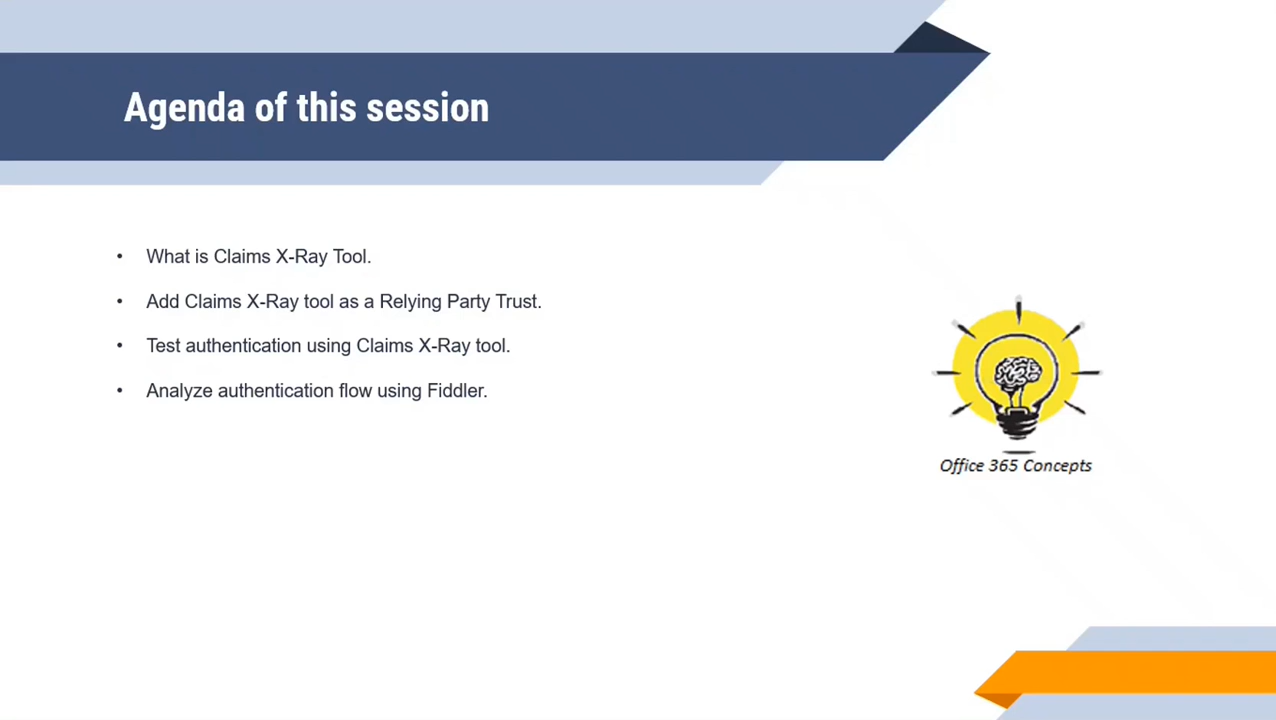 Agenda of this session
• What is Claims X-Ray Tool.
• Add Claims X-Ray tool as a Relying Party Trust.
• Test authentication using Claims X-Ray tool.
• Analyze authentication flow using Fiddler.
Office 365 Concepts